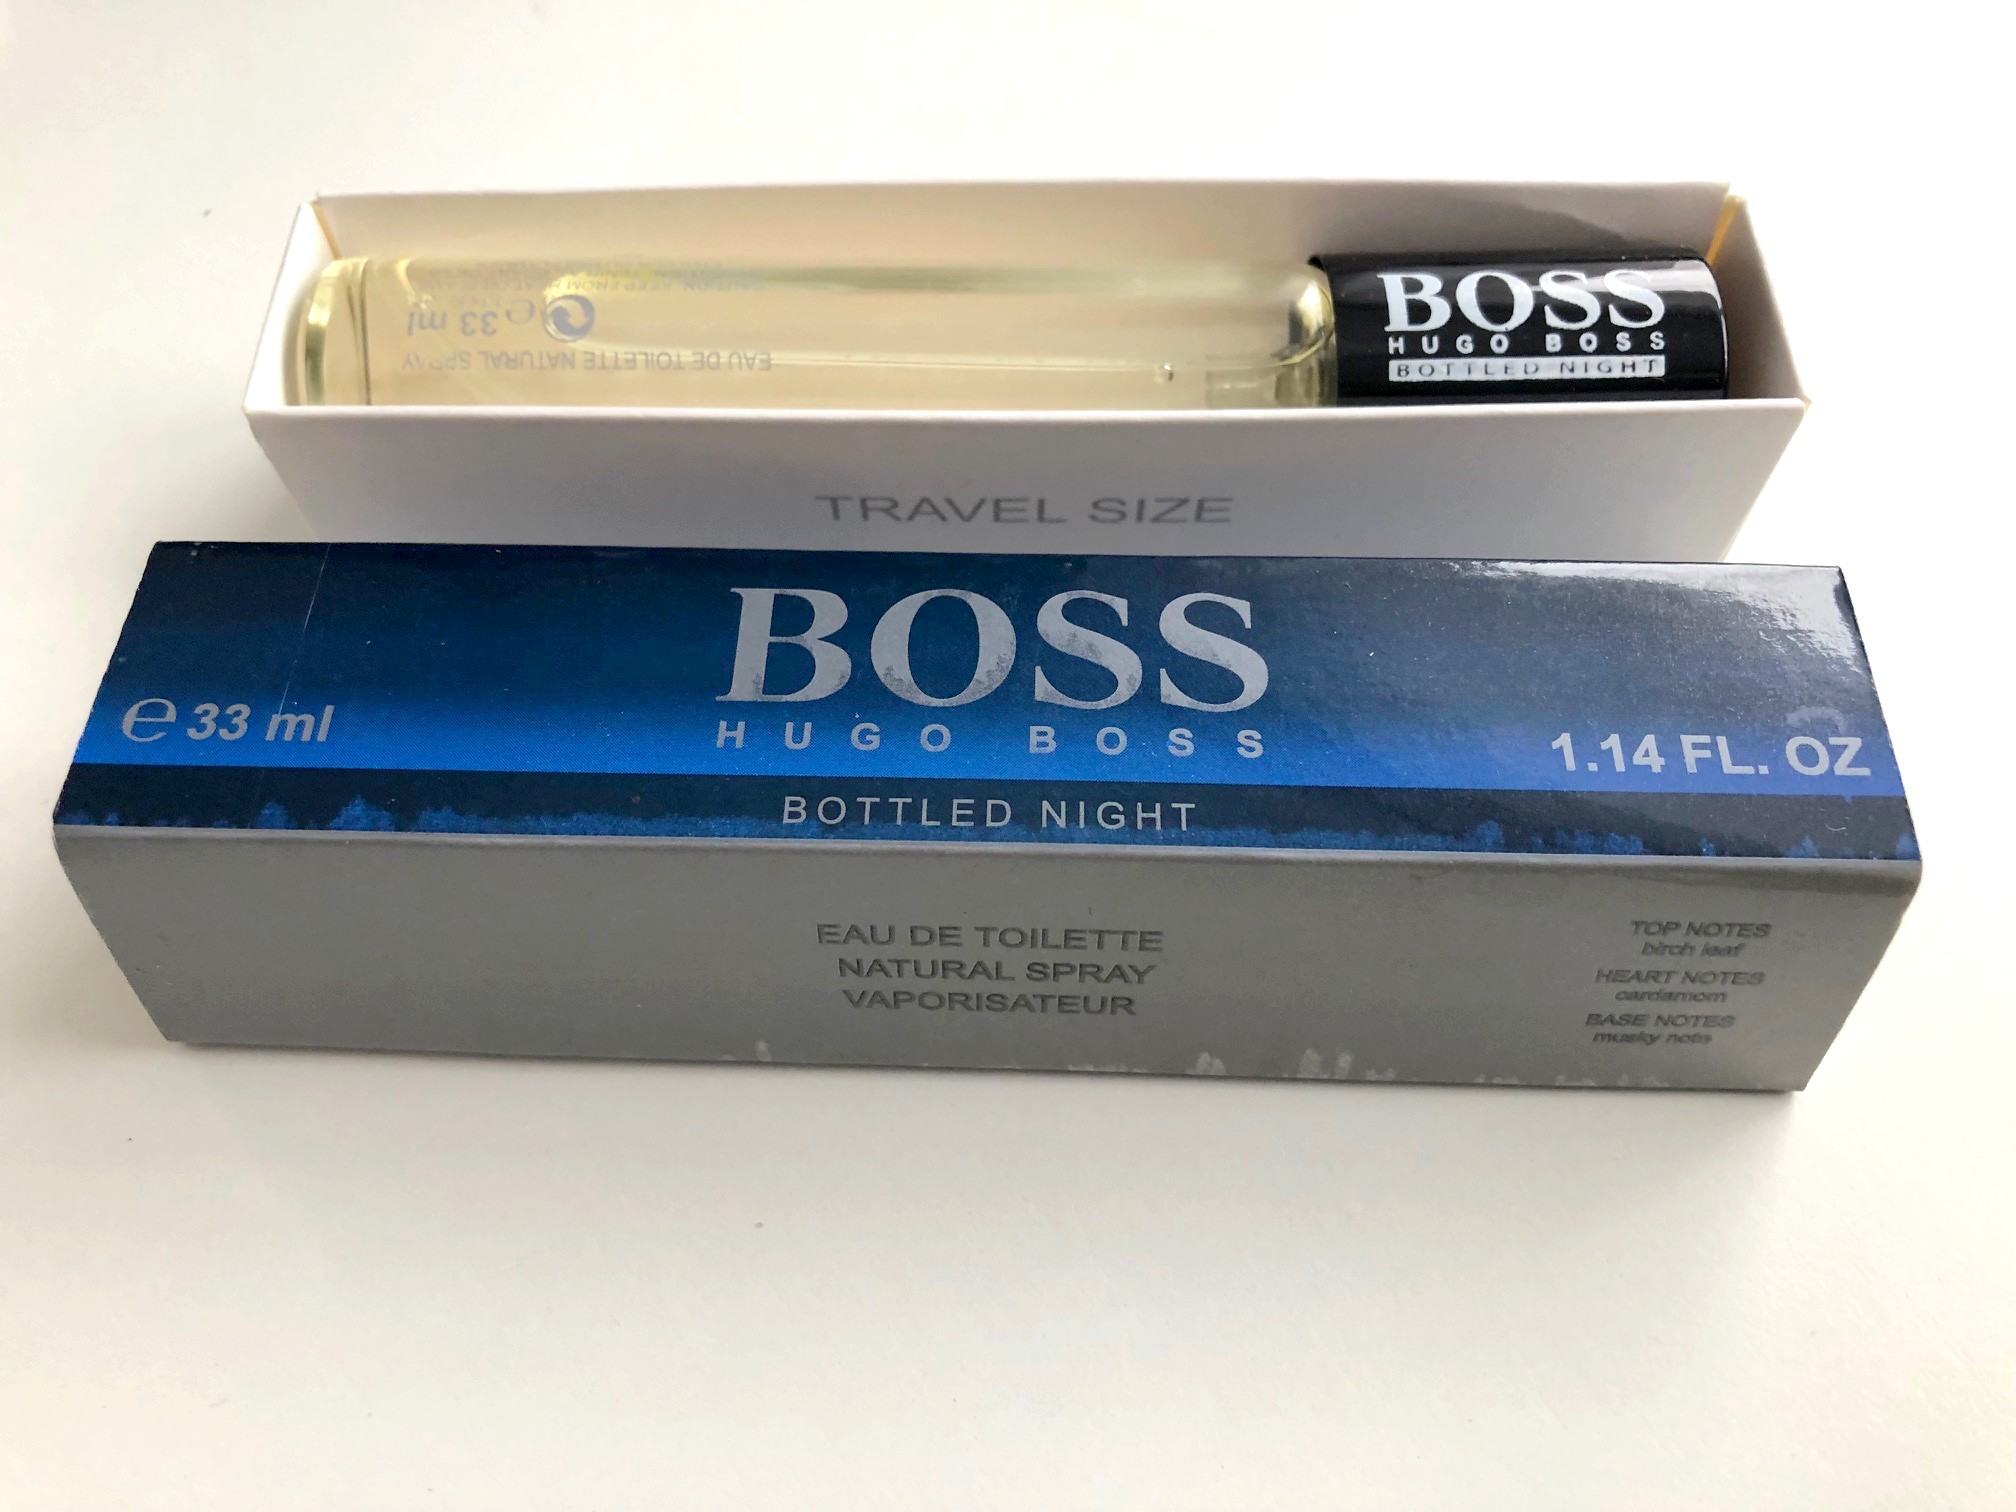 BOSS
HUGO BOSS
BOTTLED NIGHT
EAU DE TOILETTE NATURAL SPRAY
e 33 ml
TRAVEL SIZE
BOSS
HUGO BOSS
e 33 ml
1.14 FL. OZ
BOTTLED NIGHT
EAU DE TOILETTE
NATURAL SPRAY
VAPORISATEUR
TOP NOTES
birch leaf
HEART NOTES
cardamom
BASE NOTES
musky note